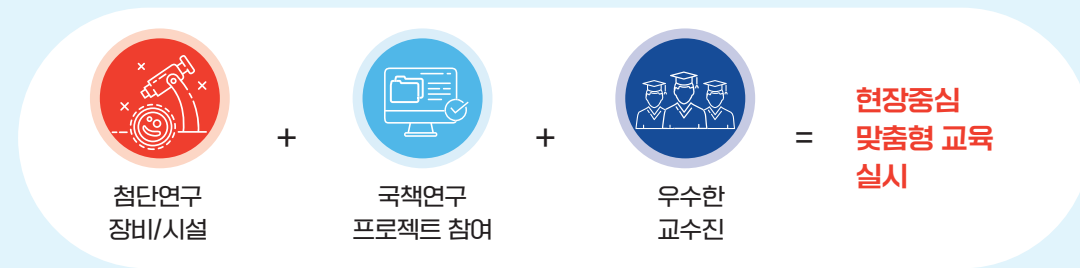 첨단연구
장비/시설
+
국책연구
프로젝트 참여
+
우수한
교수진
=
현장중심
맞춤형 교육
실시